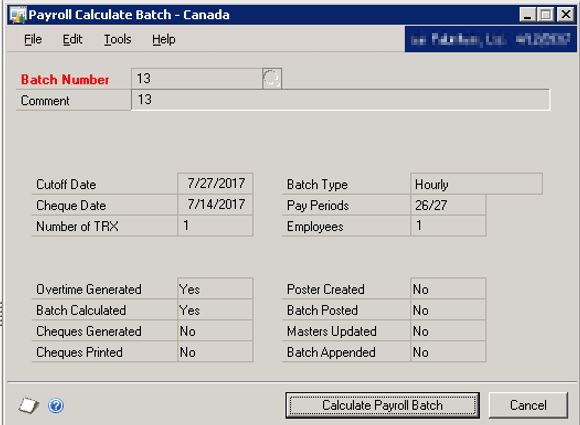 Payroll Calculate Batch - Canada
File Edit Tools Help
Batch Number 13
Comment 13
Cutoff Date 7/27/2017 Batch Type Hourly
Cheque Date 7/14/2017 Pay Periods 26/27
Number of TRX 1 Employees 1
Overtime Generated Yes Poster Created No
Batch Calculated Yes Batch Posted No
Cheques Generated No Masters Updated No
Cheques Printed No Batch Appended No
Calculate Payroll Batch Cancel